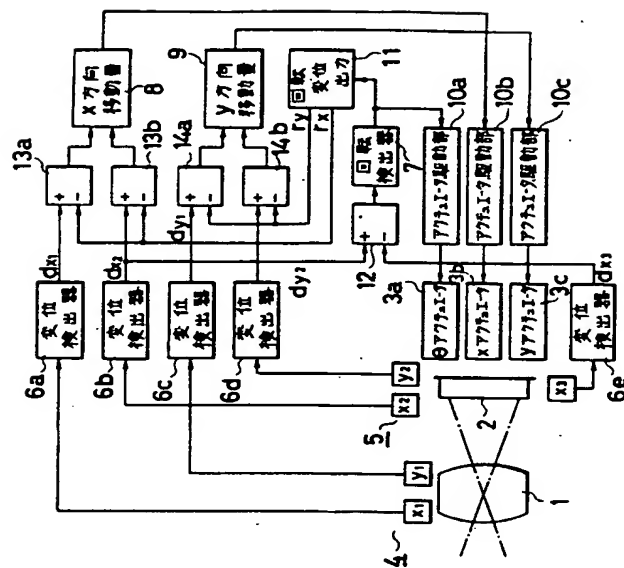 13a
x方向
移動量
8
13b
9
y方向
移動量
14a
14b
回転
変位
出力
11
ry
rx
+
-
+
-
+
-
+
-
dx1
dx2
dy1
dy2
変位
検出器
6a
変位
検出器
6b
変位
検出器
6c
変位
検出器
6d
回転
検出器
7
+
-
12
10a
アクチュエータ駆動部
10b
アクチュエータ駆動部
10c
アクチュエータ駆動部
3a
θアクチュエータ
3b
xアクチュエータ
yアクチュエータ
3c
dx3
変位
検出器
6e
x1
y1
4
x2
y2
5
x3
2
1